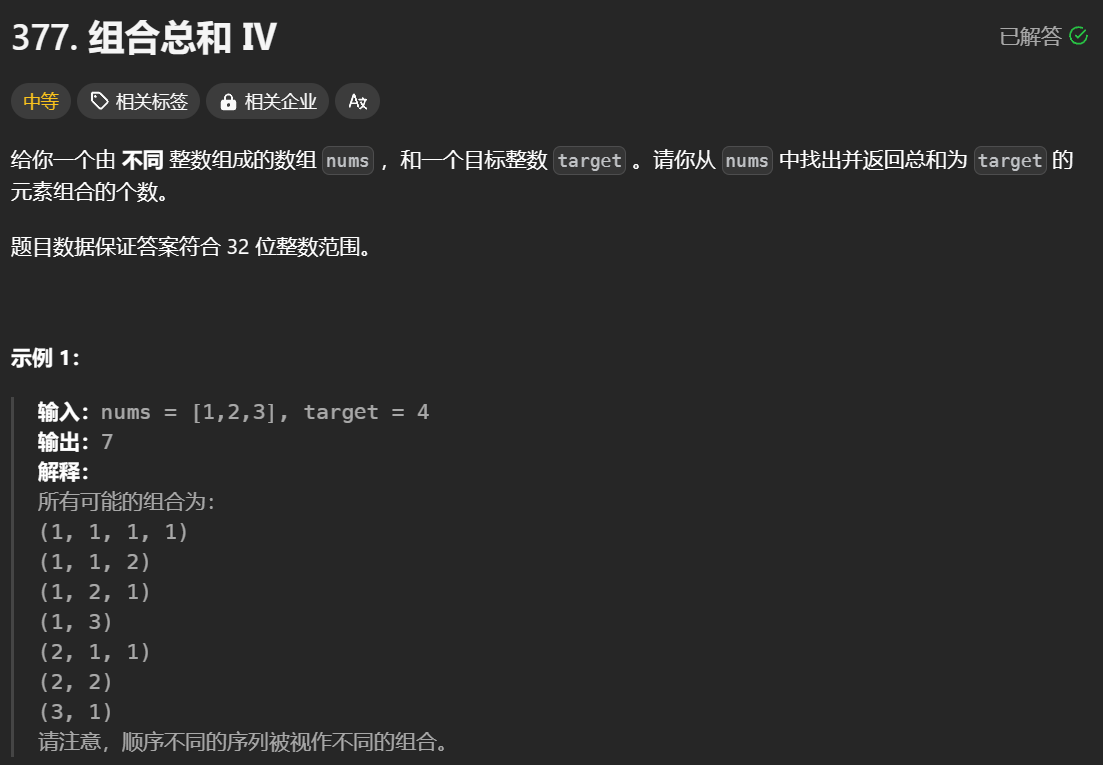 377. 组合总和 IV
已解答
中等 相关标签 相关企业
给你一个由 不同 整数组成的数组 nums ，和一个目标整数 target 。请你从 nums 中找出并返回总和为 target 的
元素组合的个数。
题目数据保证答案符合 32 位整数范围。
示例 1：
输入：nums = [1,2,3], target = 4
输出：7
解释：
所有可能的组合为：
(1, 1, 1, 1)
(1, 1, 2)
(1, 2, 1)
(1, 3)
(2, 1, 1)
(2, 2)
(3, 1)
请注意，顺序不同的序列被视作不同的组合。